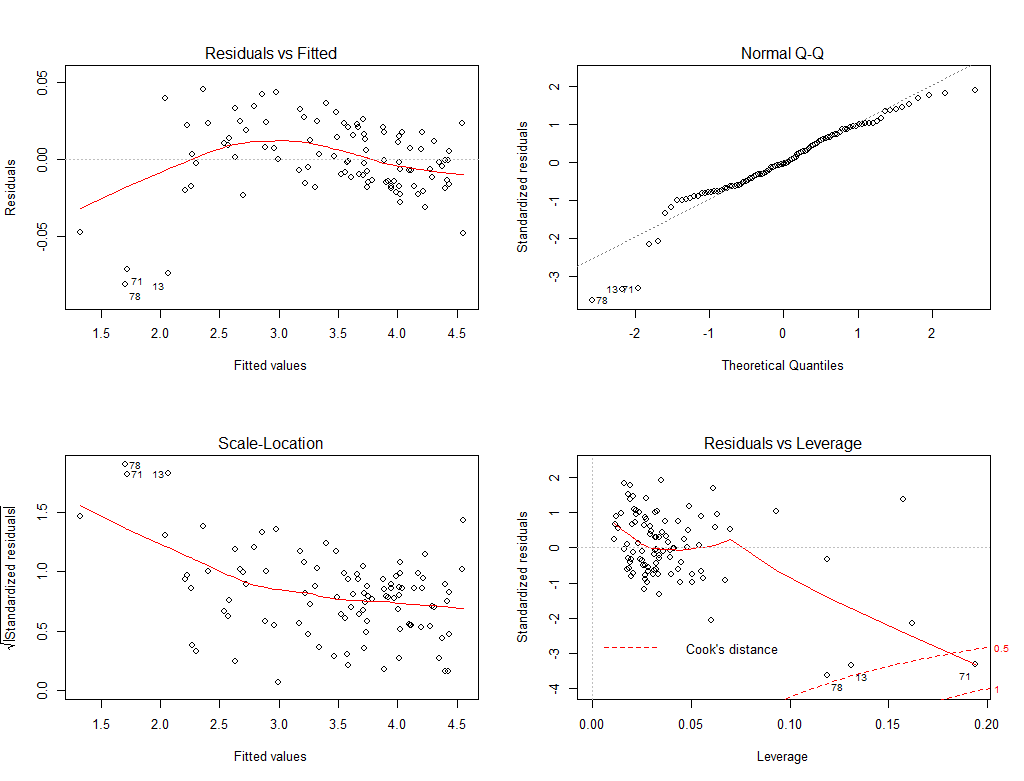 Residuals vs Fitted
Residuals
0.05
0.00
-0.05
71
13
78
1.5 2.0 2.5 3.0 3.5 4.0 4.5
Fitted values
Normal Q-Q
Standardized residuals
2
1
0
-1
-2
-3
13 71
78
-2 -1 0 1 2
Theoretical Quantiles
Scale-Location
√|Standardized residuals|
1.5
1.0
0.5
0.0
78
71 13
1.5 2.0 2.5 3.0 3.5 4.0 4.5
Fitted values
Residuals vs Leverage
Standardized residuals
2
1
0
-1
-2
-3
-4
Cook's distance
0.5
71
13
78
1
0.00 0.05 0.10 0.15 0.20
Leverage